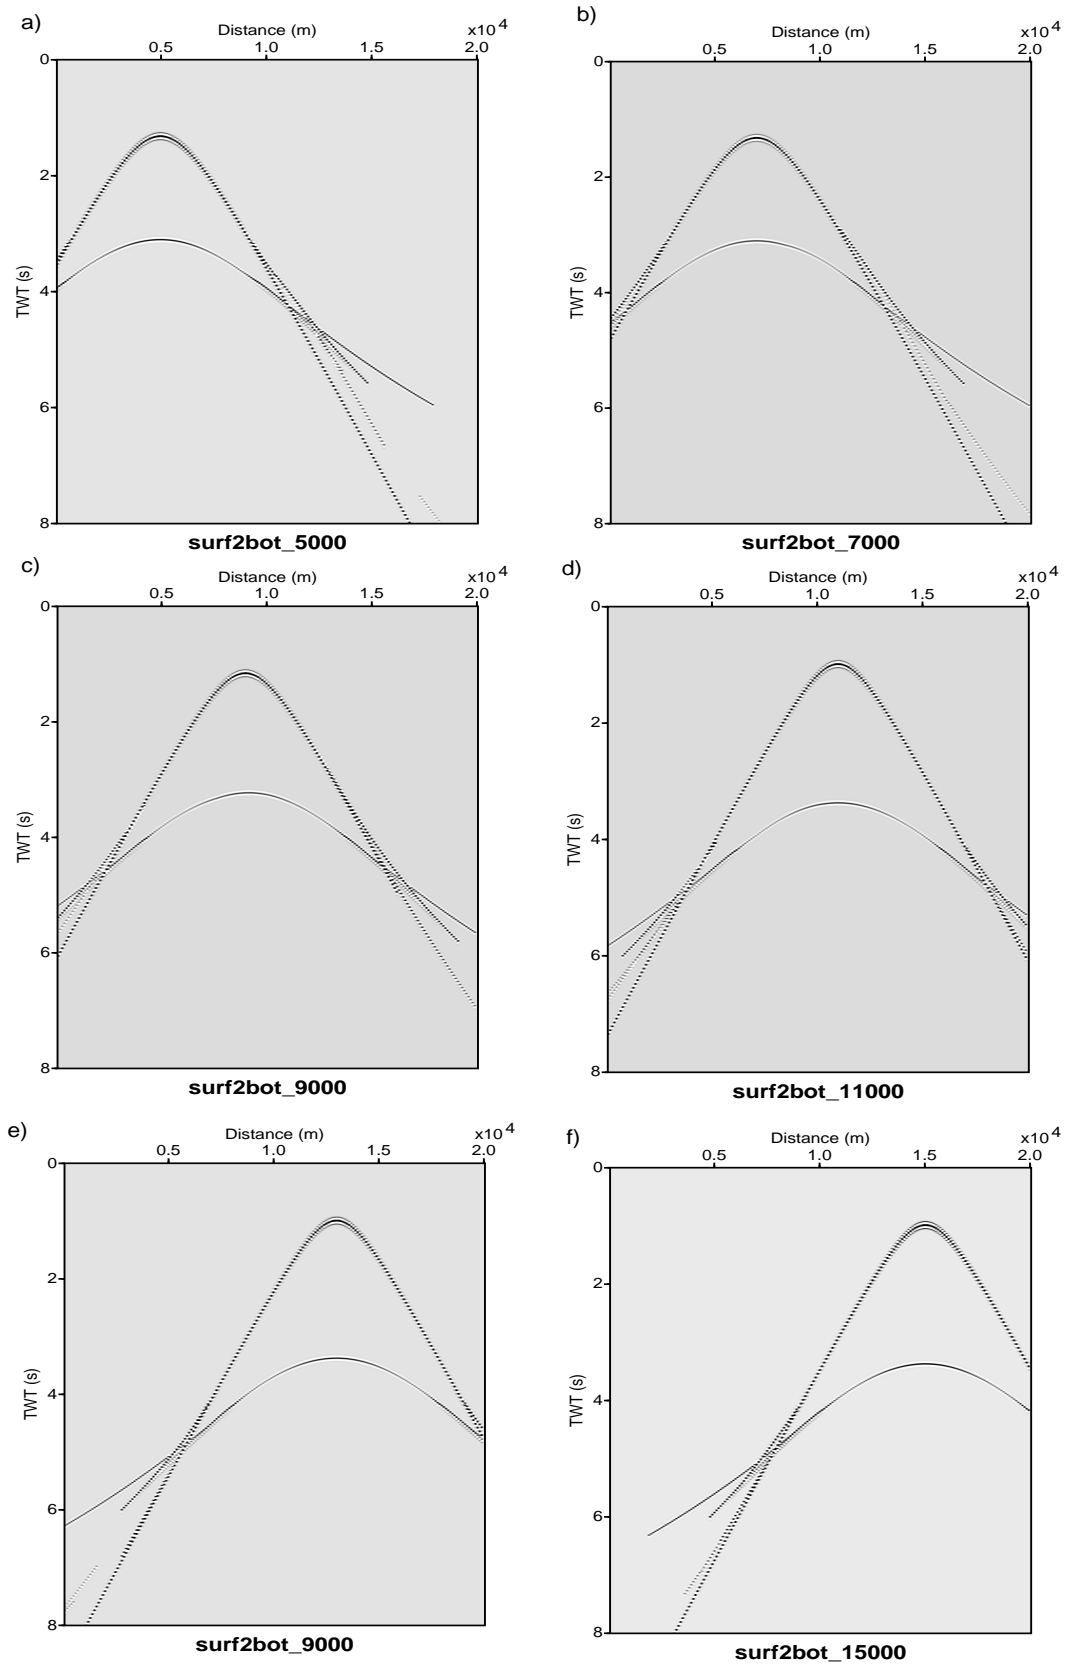 a)
Distance (m)
x10 4
0.5 1.0 1.5 2.0
0
2
4
6
8
TWT (s)
surf2bot_5000
b)
Distance (m)
x10 4
0.5 1.0 1.5 2.0
0
2
4
6
8
TWT (s)
surf2bot_7000
c)
Distance (m)
x10 4
0.5 1.0 1.5 2.0
0
2
4
6
8
TWT (s)
surf2bot_9000
d)
Distance (m)
x10 4
0.5 1.0 1.5 2.0
0
2
4
6
8
TWT (s)
surf2bot_11000
e)
Distance (m)
x10 4
0.5 1.0 1.5 2.0
0
2
4
6
8
TWT (s)
surf2bot_9000
f)
Distance (m)
x10 4
0.5 1.0 1.5 2.0
0
2
4
6
8
TWT (s)
surf2bot_15000